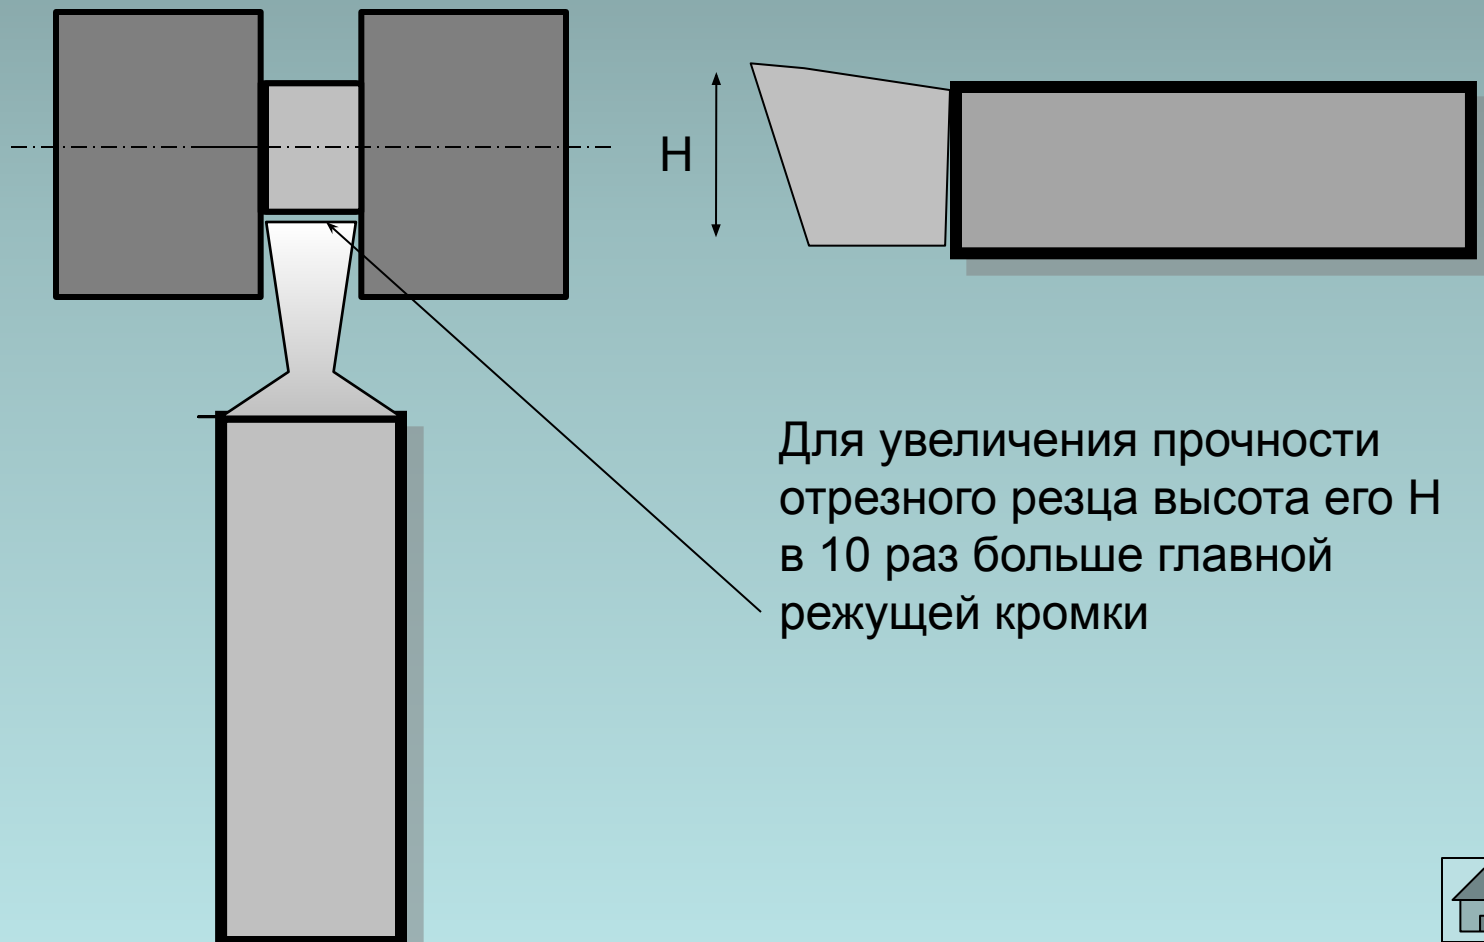 H
Для увеличения прочности
отрезного резца высота его Н
в 10 раз больше главной
режущей кромки